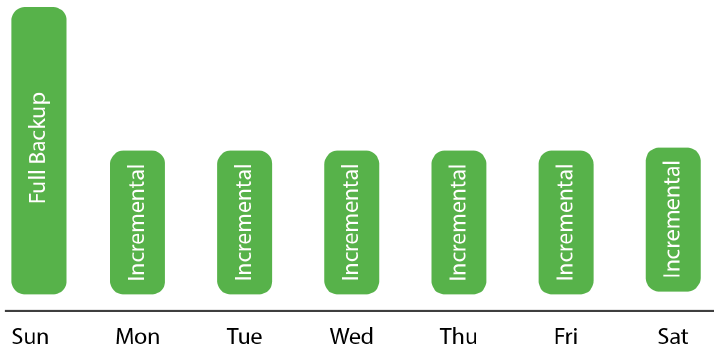 Full Backup
Incremental
Incremental
Incremental
Incremental
Incremental
Incremental
Sun Mon Tue Wed Thu Fri Sat